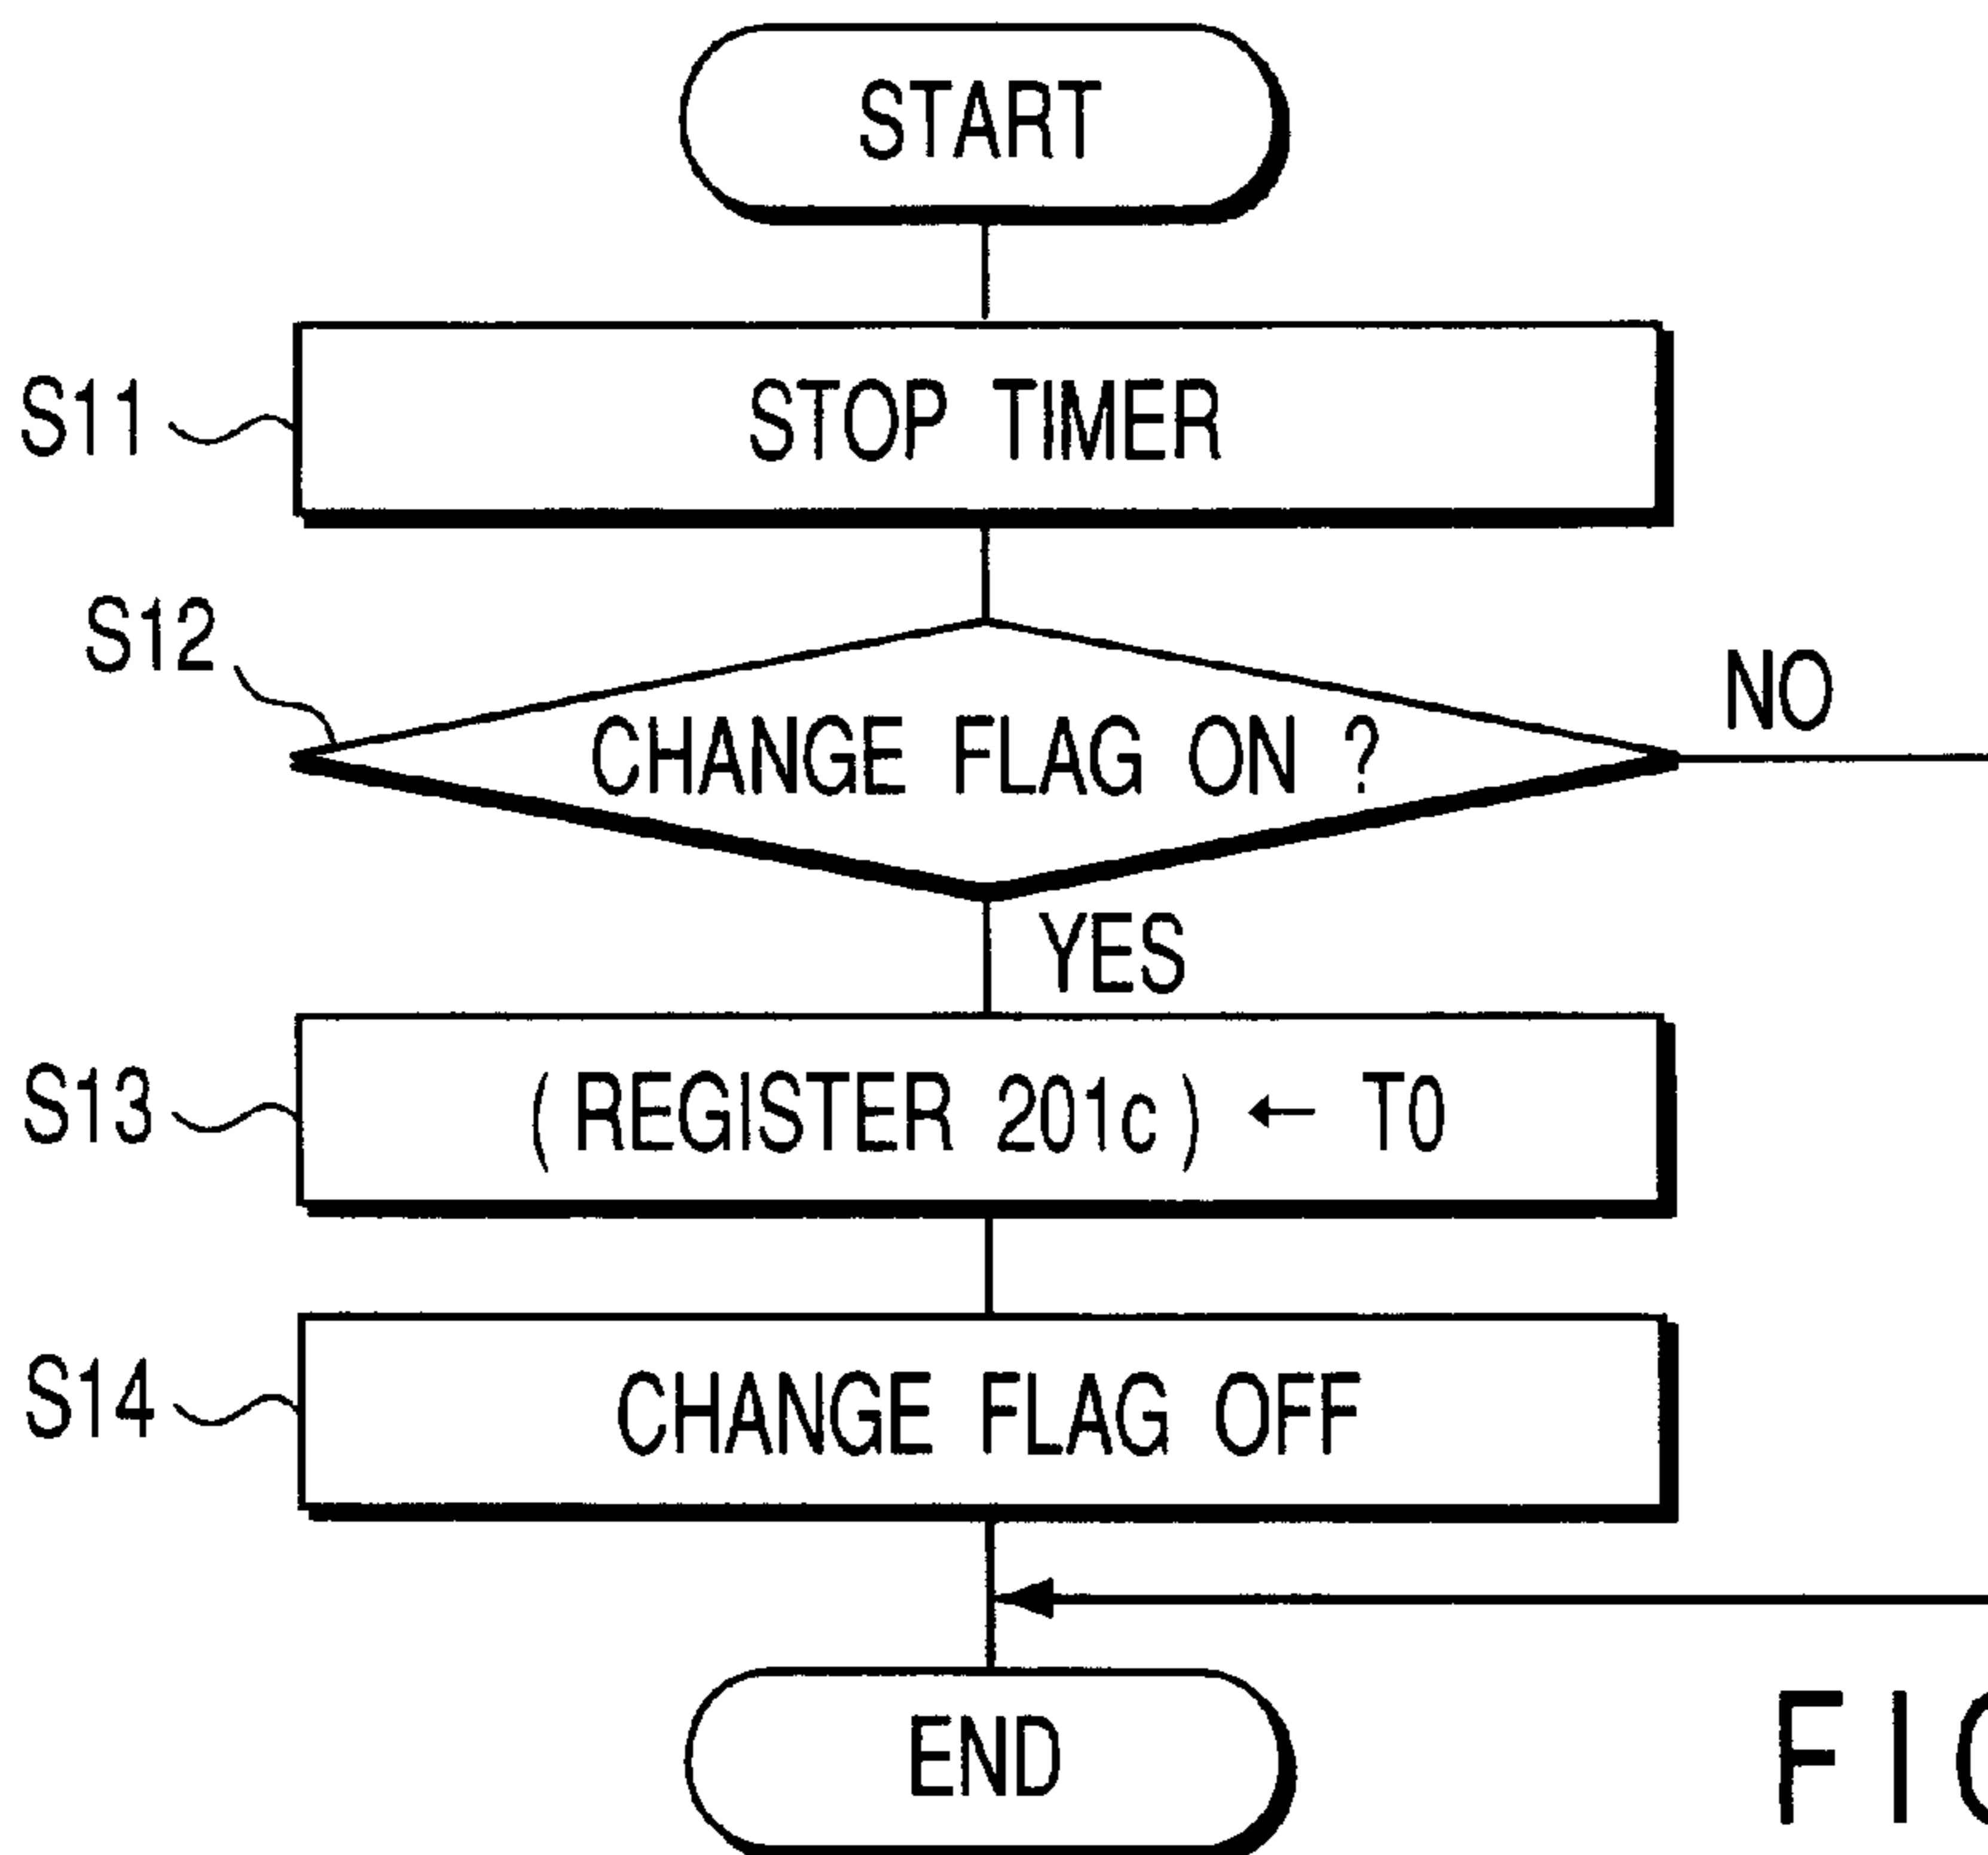 START
S11
STOP TIMER
S12
CHANGE FLAG ON ?
NO
YES
S13
(REGISTER 201c) ← T0
S14
CHANGE FLAG OFF
END